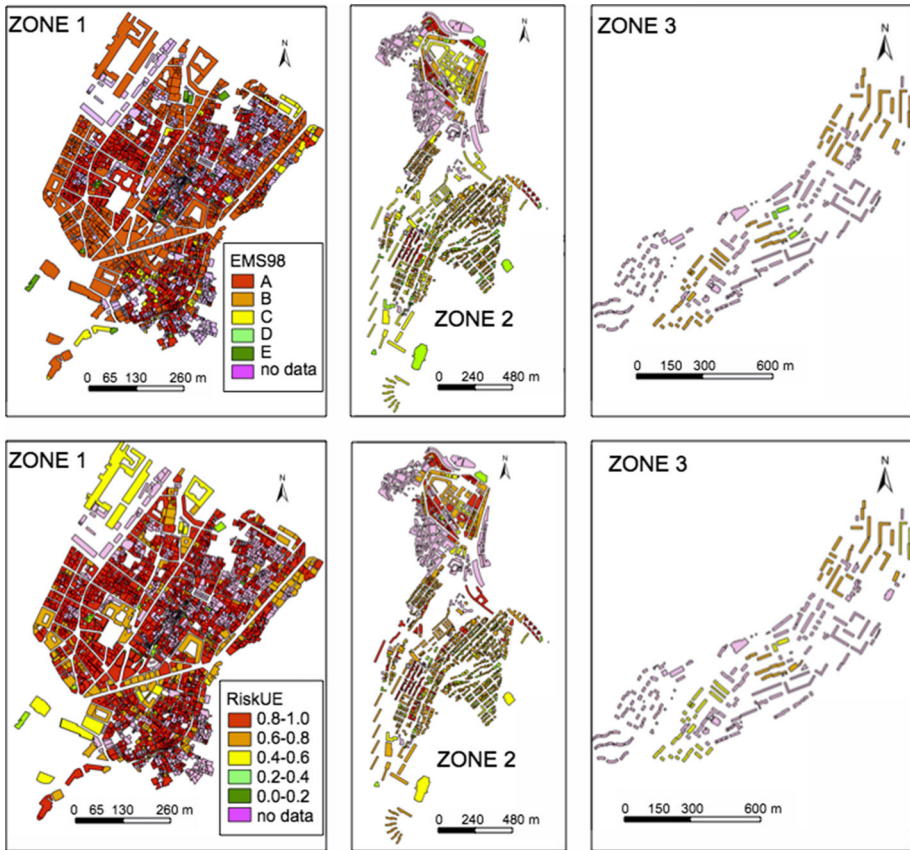 ZONE 1
N
EMS98
A
B
C
D
E
no data
0 65 130 260 m
N
ZONE 2
0 240 480 m
ZONE 3
N
0 150 300 600 m
ZONE 1
N
RiskUE
0.8-1.0
0.6-0.8
0.4-0.6
0.2-0.4
0.0-0.2
no data
0 65 130 260 m
N
ZONE 2
0 240 480 m
ZONE 3
N
0 150 300 600 m